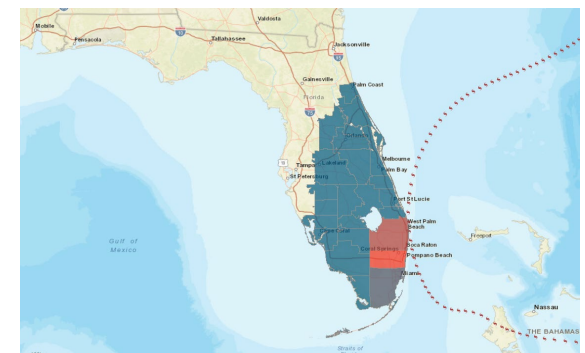 Mobile
Pensacola
Tallahassee
Valdosta
Jacksonville
Gainesville
Palm Coast
Florida
Orlando
Tampa
Lakeland
St Petersburg
Melbourne
Palm Bay
Port St Lucie
West Palm
Beach
Cape Coral
Coral Springs
Boca Raton
Pompano Beach
Miami
Gulf of
Mexico
Freeport
Nassau
THE BAHAMAS
Straits of